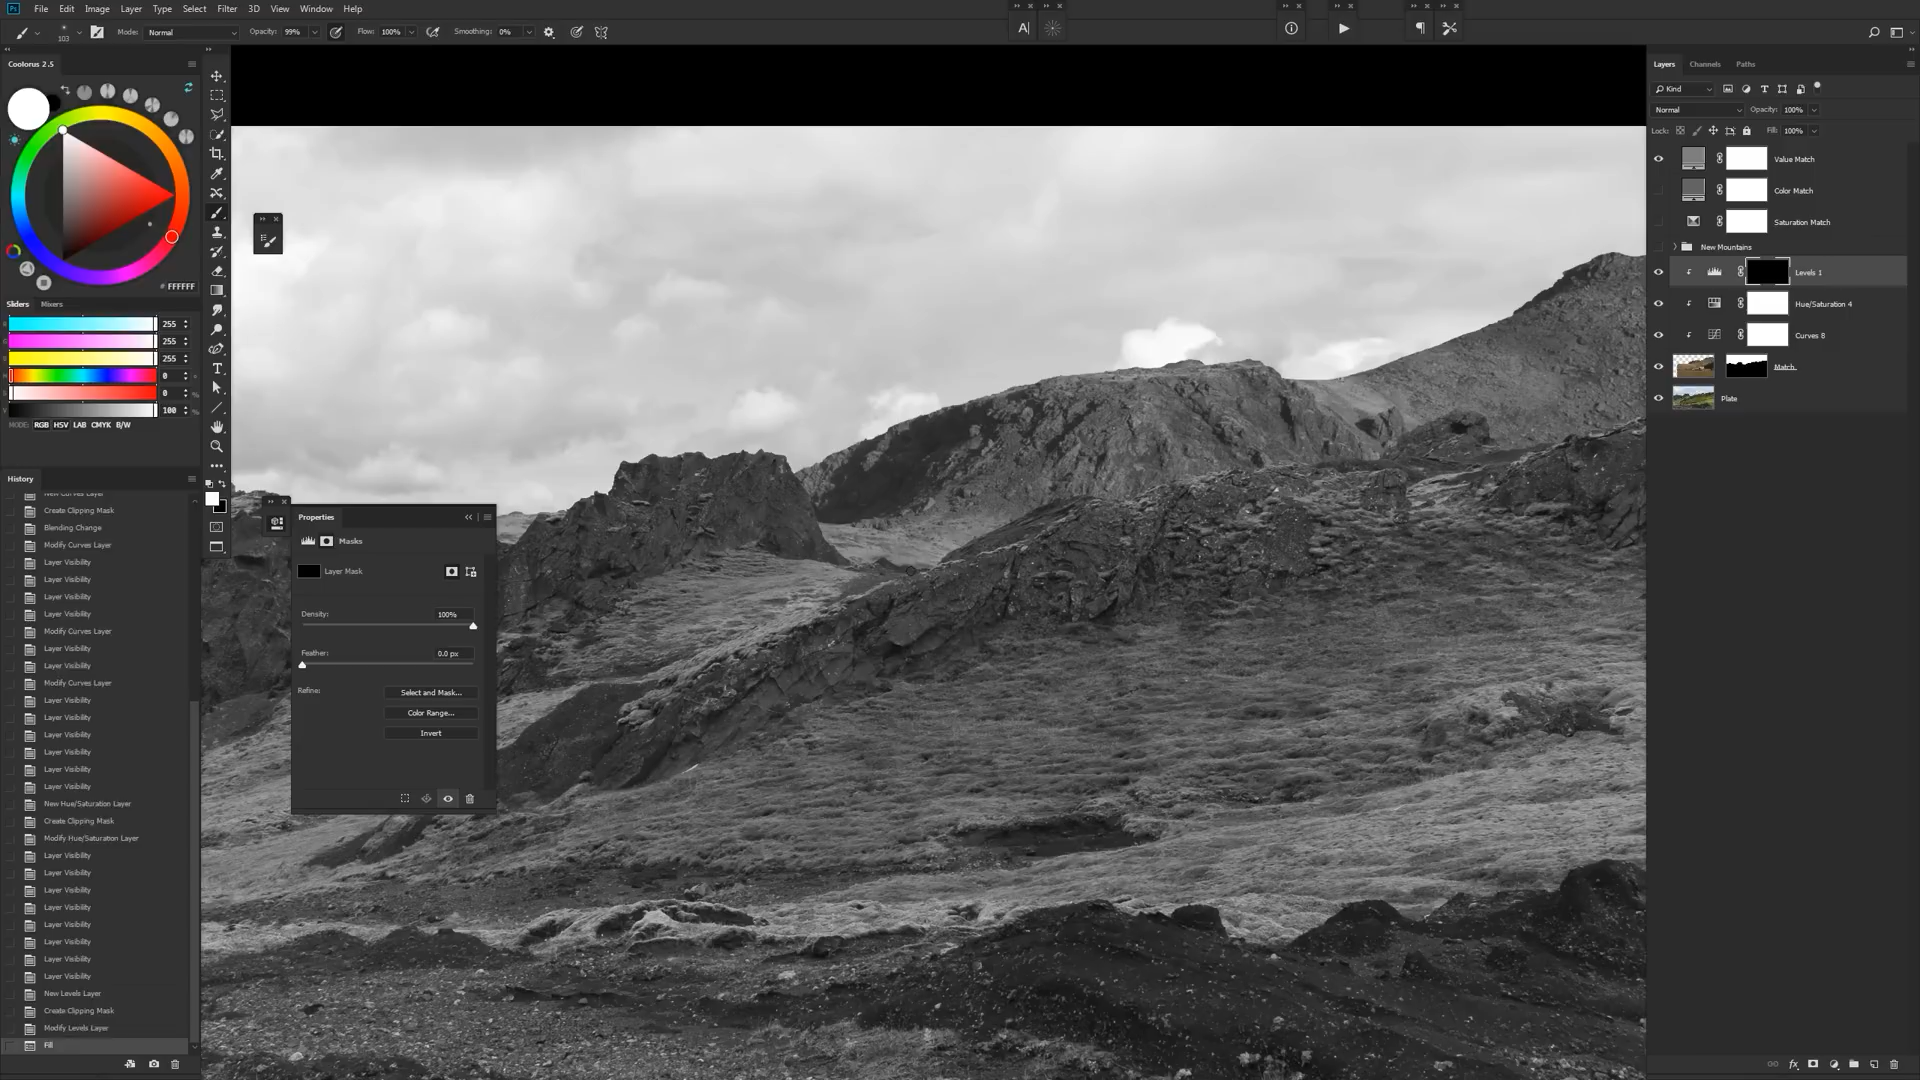 Ps File Edit Image Layer Type Select Filter 3D View Window Help
103 Mode: Normal Opacity: 99% Flow: 100% Smoothing: 0%
Coolorus 2.5
# FFFFFF
Sliders Mixers
255
255
255
0
0
100
MODE: RGB HSV LAB CMYK B/W
History
New Curves Layer
Create Clipping Mask
Blending Change
Modify Curves Layer
Layer Visibility
Layer Visibility
Layer Visibility
Layer Visibility
Modify Curves Layer
Layer Visibility
Layer Visibility
Modify Curves Layer
Layer Visibility
Layer Visibility
Layer Visibility
Layer Visibility
Layer Visibility
Layer Visibility
New Hue/Saturation Layer
Create Clipping Mask
Modify Hue/Saturation Layer
Layer Visibility
Layer Visibility
Layer Visibility
Layer Visibility
Layer Visibility
Layer Visibility
Layer Visibility
Layer Visibility
New Levels Layer
Create Clipping Mask
Modify Levels Layer
Fill
Properties
Masks
Layer Mask
Density: 100%
Feather: 0.0 px
Refine:
Select and Mask...
Color Range...
Invert
Layers Channels Paths
Kind
Normal Opacity: 100%
Lock: Fill: 100%
Value Match
Color Match
Saturation Match
New Mountains
Levels 1
Hue/Saturation 4
Curves 8
Match
Plate